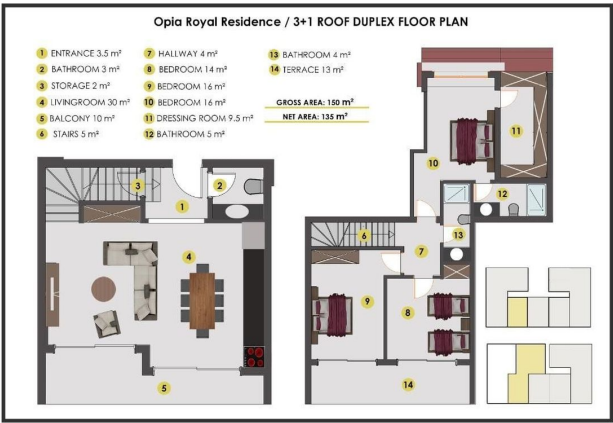 Opia Royal Residence / 3+1 ROOF DUPLEX FLOOR PLAN
1 ENTRANCE 3.5 m²
2 BATHROOM 3 m²
3 STORAGE 2 m²
4 LIVINGROOM 30 m²
5 BALCONY 10 m²
6 STAIRS 5 m²
7 HALLWAY 4 m²
8 BEDROOM 14 m²
9 BEDROOM 16 m²
10 BEDROOM 16 m²
11 DRESSING ROOM 9.5 m²
12 BATHROOM 5 m²
13 BATHROOM 4 m²
14 TERRACE 13 m²
GROSS AREA: 150 m²
NET AREA: 135 m²
3
2
1
4
5
11
10
12
13
6
7
9
8
14